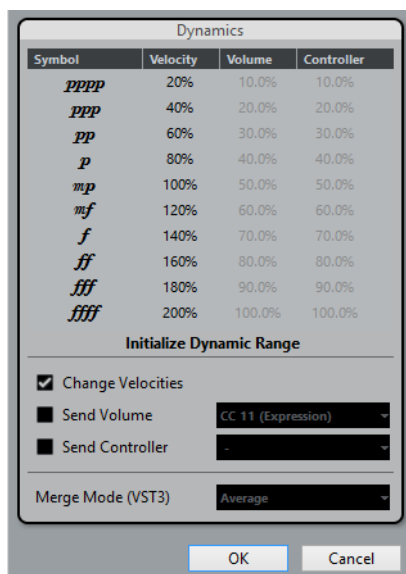 Dynamics
Symbol Velocity Volume Controller
pppp 20% 10.0% 10.0%
ppp 40% 20.0% 20.0%
pp 60% 30.0% 30.0%
p 80% 40.0% 40.0%
mp 100% 50.0% 50.0%
mf 120% 60.0% 60.0%
f 140% 70.0% 70.0%
ff 160% 80.0% 80.0%
fff 180% 90.0% 90.0%
ffff 200% 100.0% 100.0%
Initialize Dynamic Range
Change Velocities
Send Volume CC 11 (Expression)
Send Controller -
Merge Mode (VST3) Average
OK Cancel